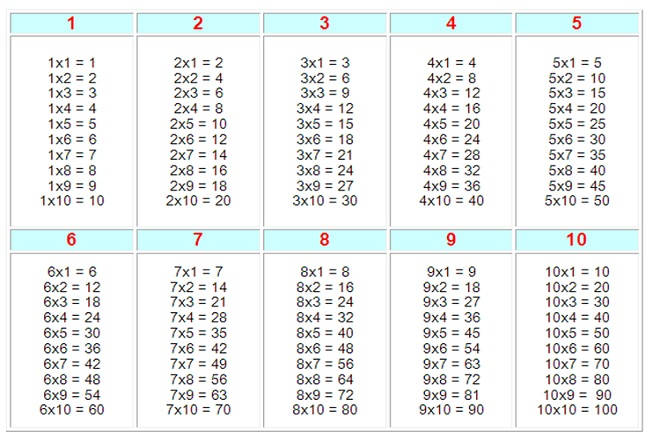 1 2 3 4 5
1x1 = 1
1x2 = 2
1x3 = 3
1x4 = 4
1x5 = 5
1x6 = 6
1x7 = 7
1x8 = 8
1x9 = 9
1x10 = 10
2x1 = 2
2x2 = 4
2x3 = 6
2x4 = 8
2x5 = 10
2x6 = 12
2x7 = 14
2x8 = 16
2x9 = 18
2x10 = 20
3x1 = 3
3x2 = 6
3x3 = 9
3x4 = 12
3x5 = 15
3x6 = 18
3x7 = 21
3x8 = 24
3x9 = 27
3x10 = 30
4x1 = 4
4x2 = 8
4x3 = 12
4x4 = 16
4x5 = 20
4x6 = 24
4x7 = 28
4x8 = 32
4x9 = 36
4x10 = 40
5x1 = 5
5x2 = 10
5x3 = 15
5x4 = 20
5x5 = 25
5x6 = 30
5x7 = 35
5x8 = 40
5x9 = 45
5x10 = 50
6 7 8 9 10
6x1 = 6
6x2 = 12
6x3 = 18
6x4 = 24
6x5 = 30
6x6 = 36
6x7 = 42
6x8 = 48
6x9 = 54
6x10 = 60
7x1 = 7
7x2 = 14
7x3 = 21
7x4 = 28
7x5 = 35
7x6 = 42
7x7 = 49
7x8 = 56
7x9 = 63
7x10 = 70
8x1 = 8
8x2 = 16
8x3 = 24
8x4 = 32
8x5 = 40
8x6 = 48
8x7 = 56
8x8 = 64
8x9 = 72
8x10 = 80
9x1 = 9
9x2 = 18
9x3 = 27
9x4 = 36
9x5 = 45
9x6 = 54
9x7 = 63
9x8 = 72
9x9 = 81
9x10 = 90
10x1 = 10
10x2 = 20
10x3 = 30
10x4 = 40
10x5 = 50
10x6 = 60
10x7 = 70
10x8 = 80
10x9 =  90
10x10 = 100